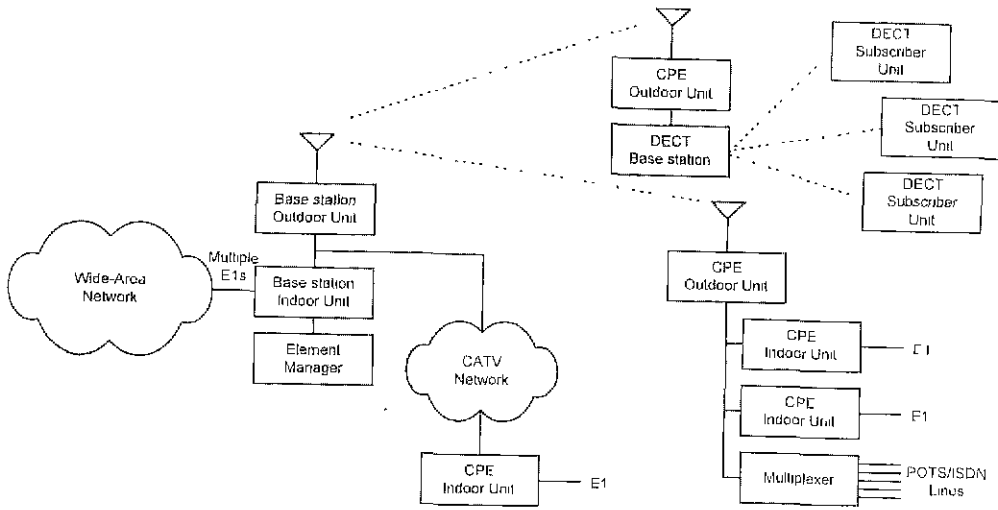 CPE
Outdoor Unit
DECT
Base station
DECT
Subscriber
Unit
DECT
Subscriber
Unit
DECT
Subscriber
Unit
Base station
Outdoor Unit
Wide-Area
Network
Multiple
E1s
Base station
Indoor Unit
Element
Manager
CATV
Network
CPE
Indoor Unit
E1
CPE
Outdoor Unit
CPE
Indoor Unit
E1
CPE
Indoor Unit
E1
Multiplexer
POTS/ISDN
Lines